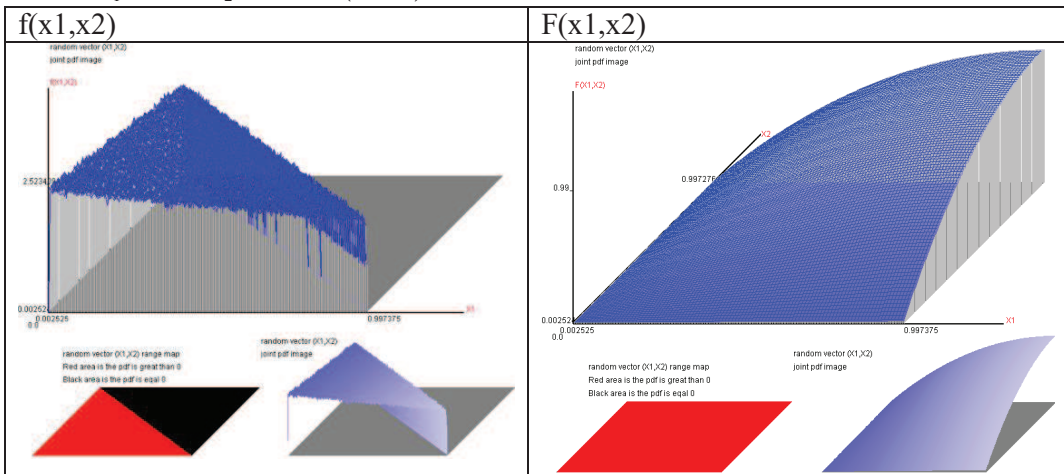 f(x1,x2)
random vector (X1,X2)
joint pdf image
2.5234
0.00252
0.002525
0.0
0.997375
X1
random vector (X1,X2) range map
Red area is the pdf is great than 0
Black area is the pdf is eqal 0
random vector (X1,X2)
joint pdf image
F(x1,x2)
random vector (X1,X2)
joint pdf image
F(X1,X2)
X2
0.997276
0.99
0.00252
0.002525
0.0
0.997375
X1
random vector (X1,X2) range map
Red area is the pdf is great than 0
Black area is the pdf is eqal 0
random vector (X1,X2)
joint pdf image